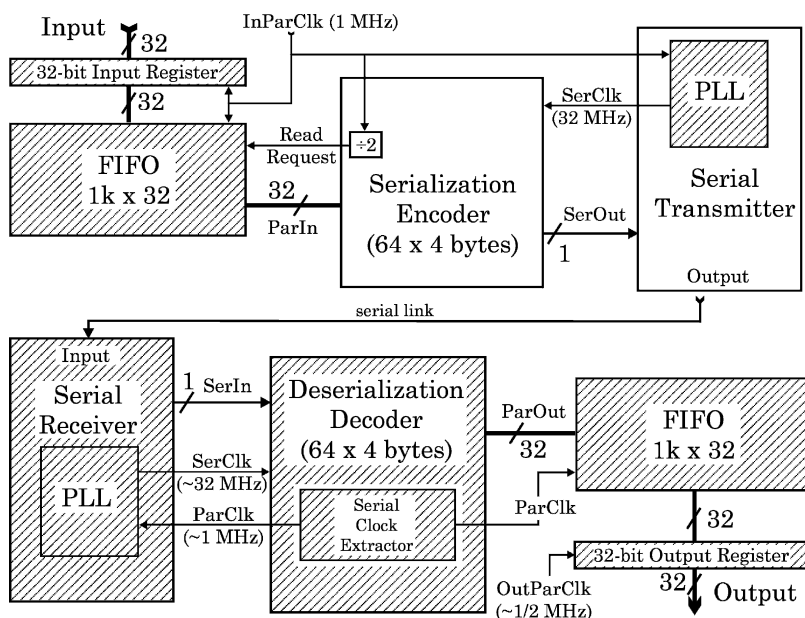 Input
32
InParClk (1 MHz)
32-bit Input Register
32
FIFO
1k x 32
Read
Request
÷2
32
ParIn
Serialization
Encoder
(64 x 4 bytes)
SerClk
(32 MHz)
PLL
Serial
Transmitter
SerOut
1
Output
serial link
Input
Serial
Receiver
1 SerIn
PLL
SerClk
(~32 MHz)
ParClk
(~1 MHz)
Deserialization
Decoder
(64 x 4 bytes)
Serial
Clock
Extractor
ParOut
32
ParClk
FIFO
1k x 32
32
32-bit Output Register
OutParClk
(~1/2 MHz)
32
Output